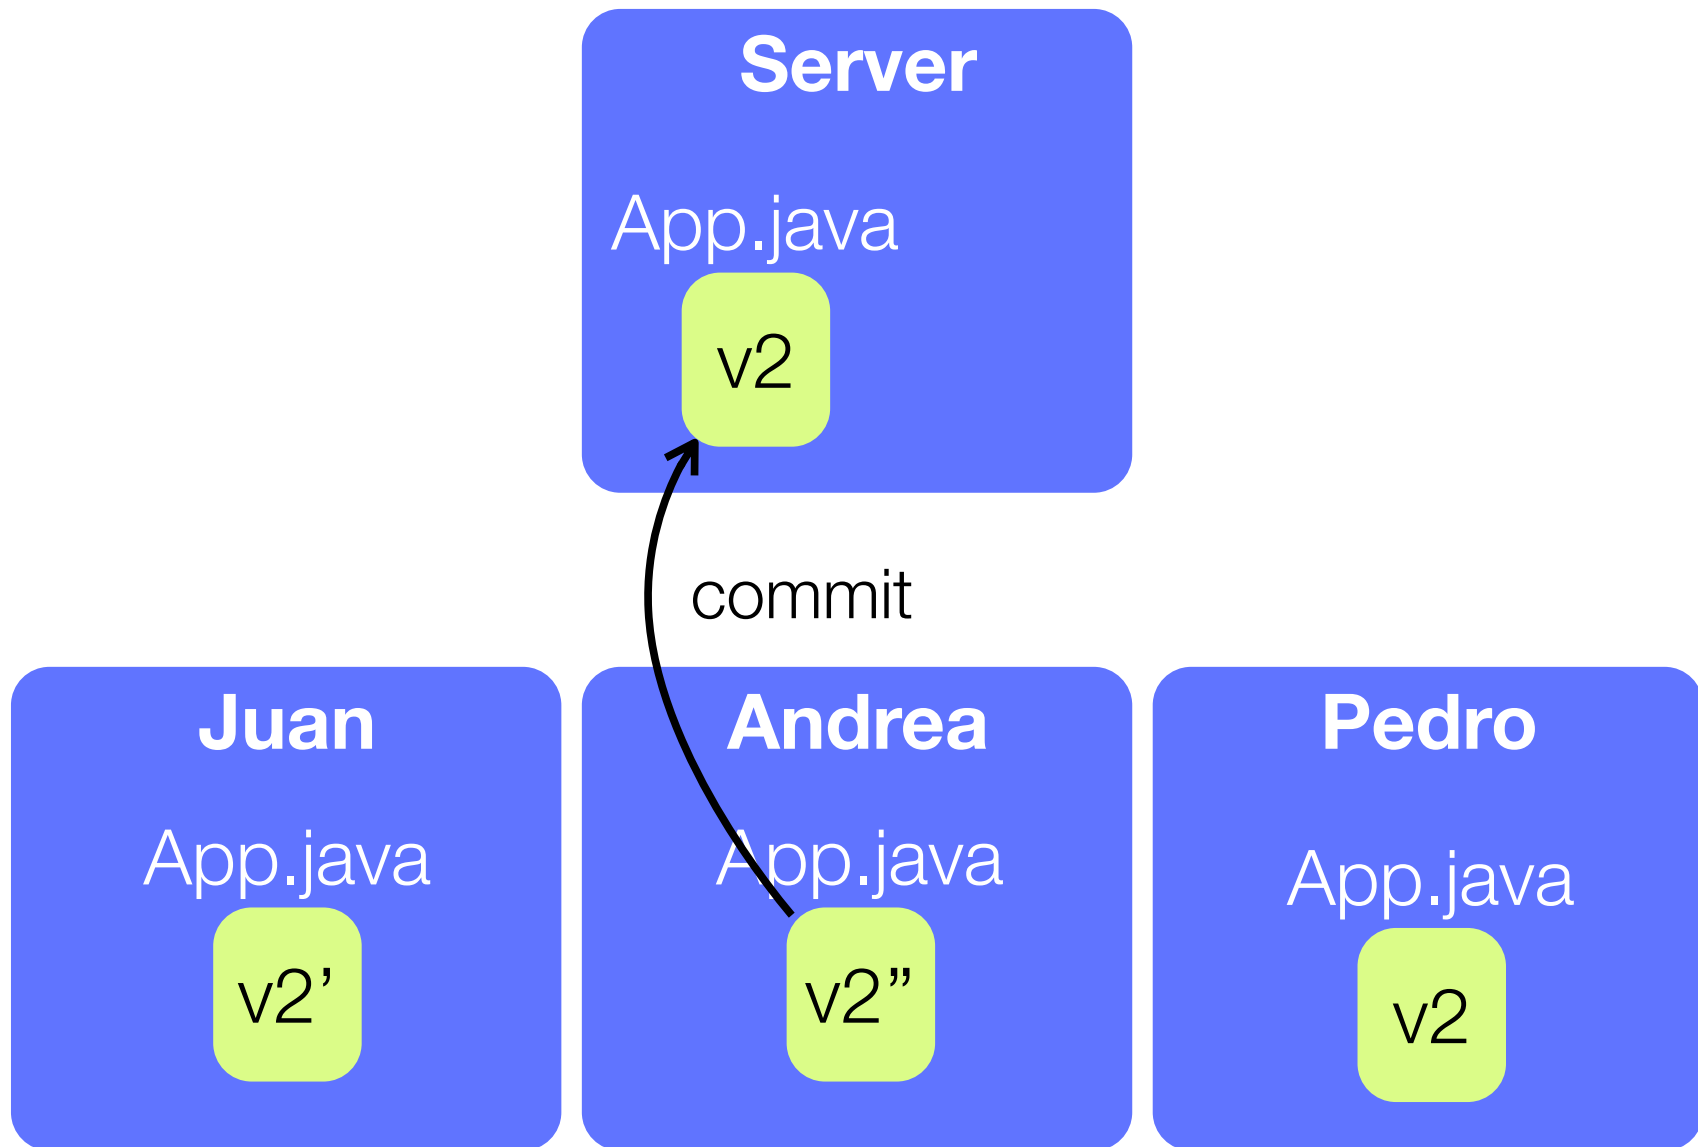 Server
App.java
v2
commit
Juan
App.java
v2’
Andrea
App.java
v2”
Pedro
App.java
v2